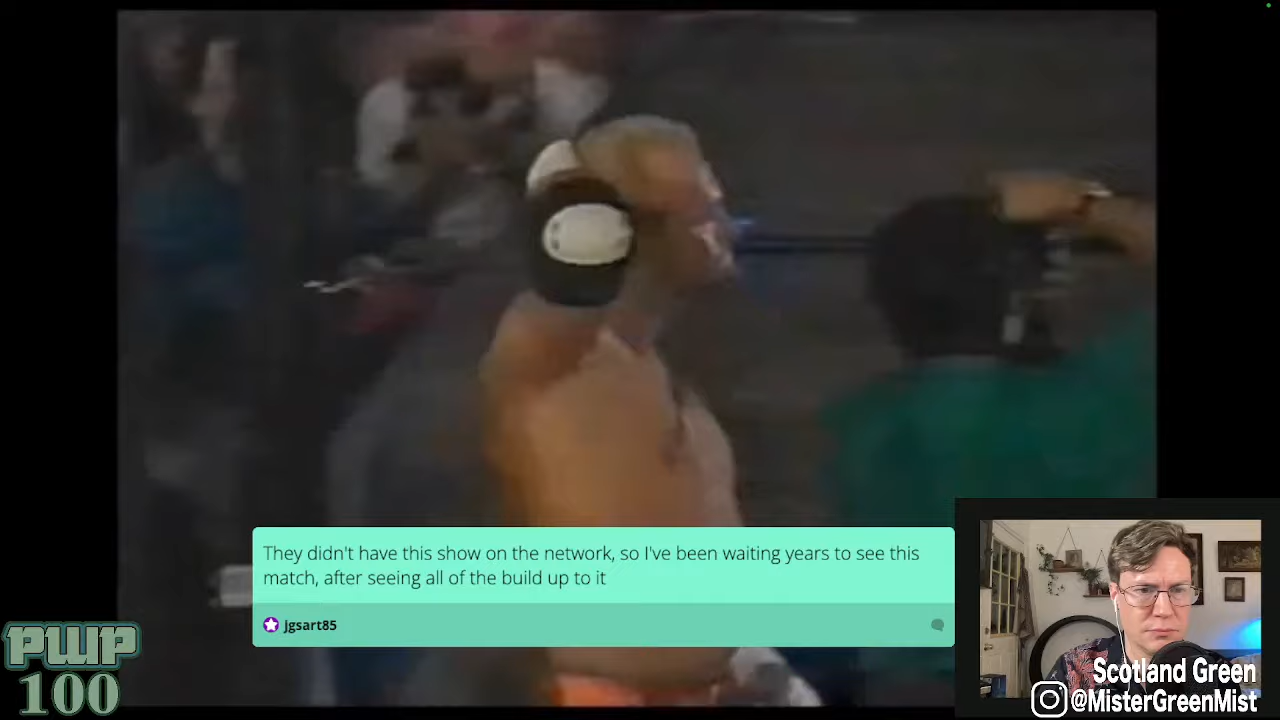 They didn't have this show on the network, so I've been waiting years to see this
match, after seeing all of the build up to it
jgsart85
PWP
100
Scotland Green
@MisterGreenMist